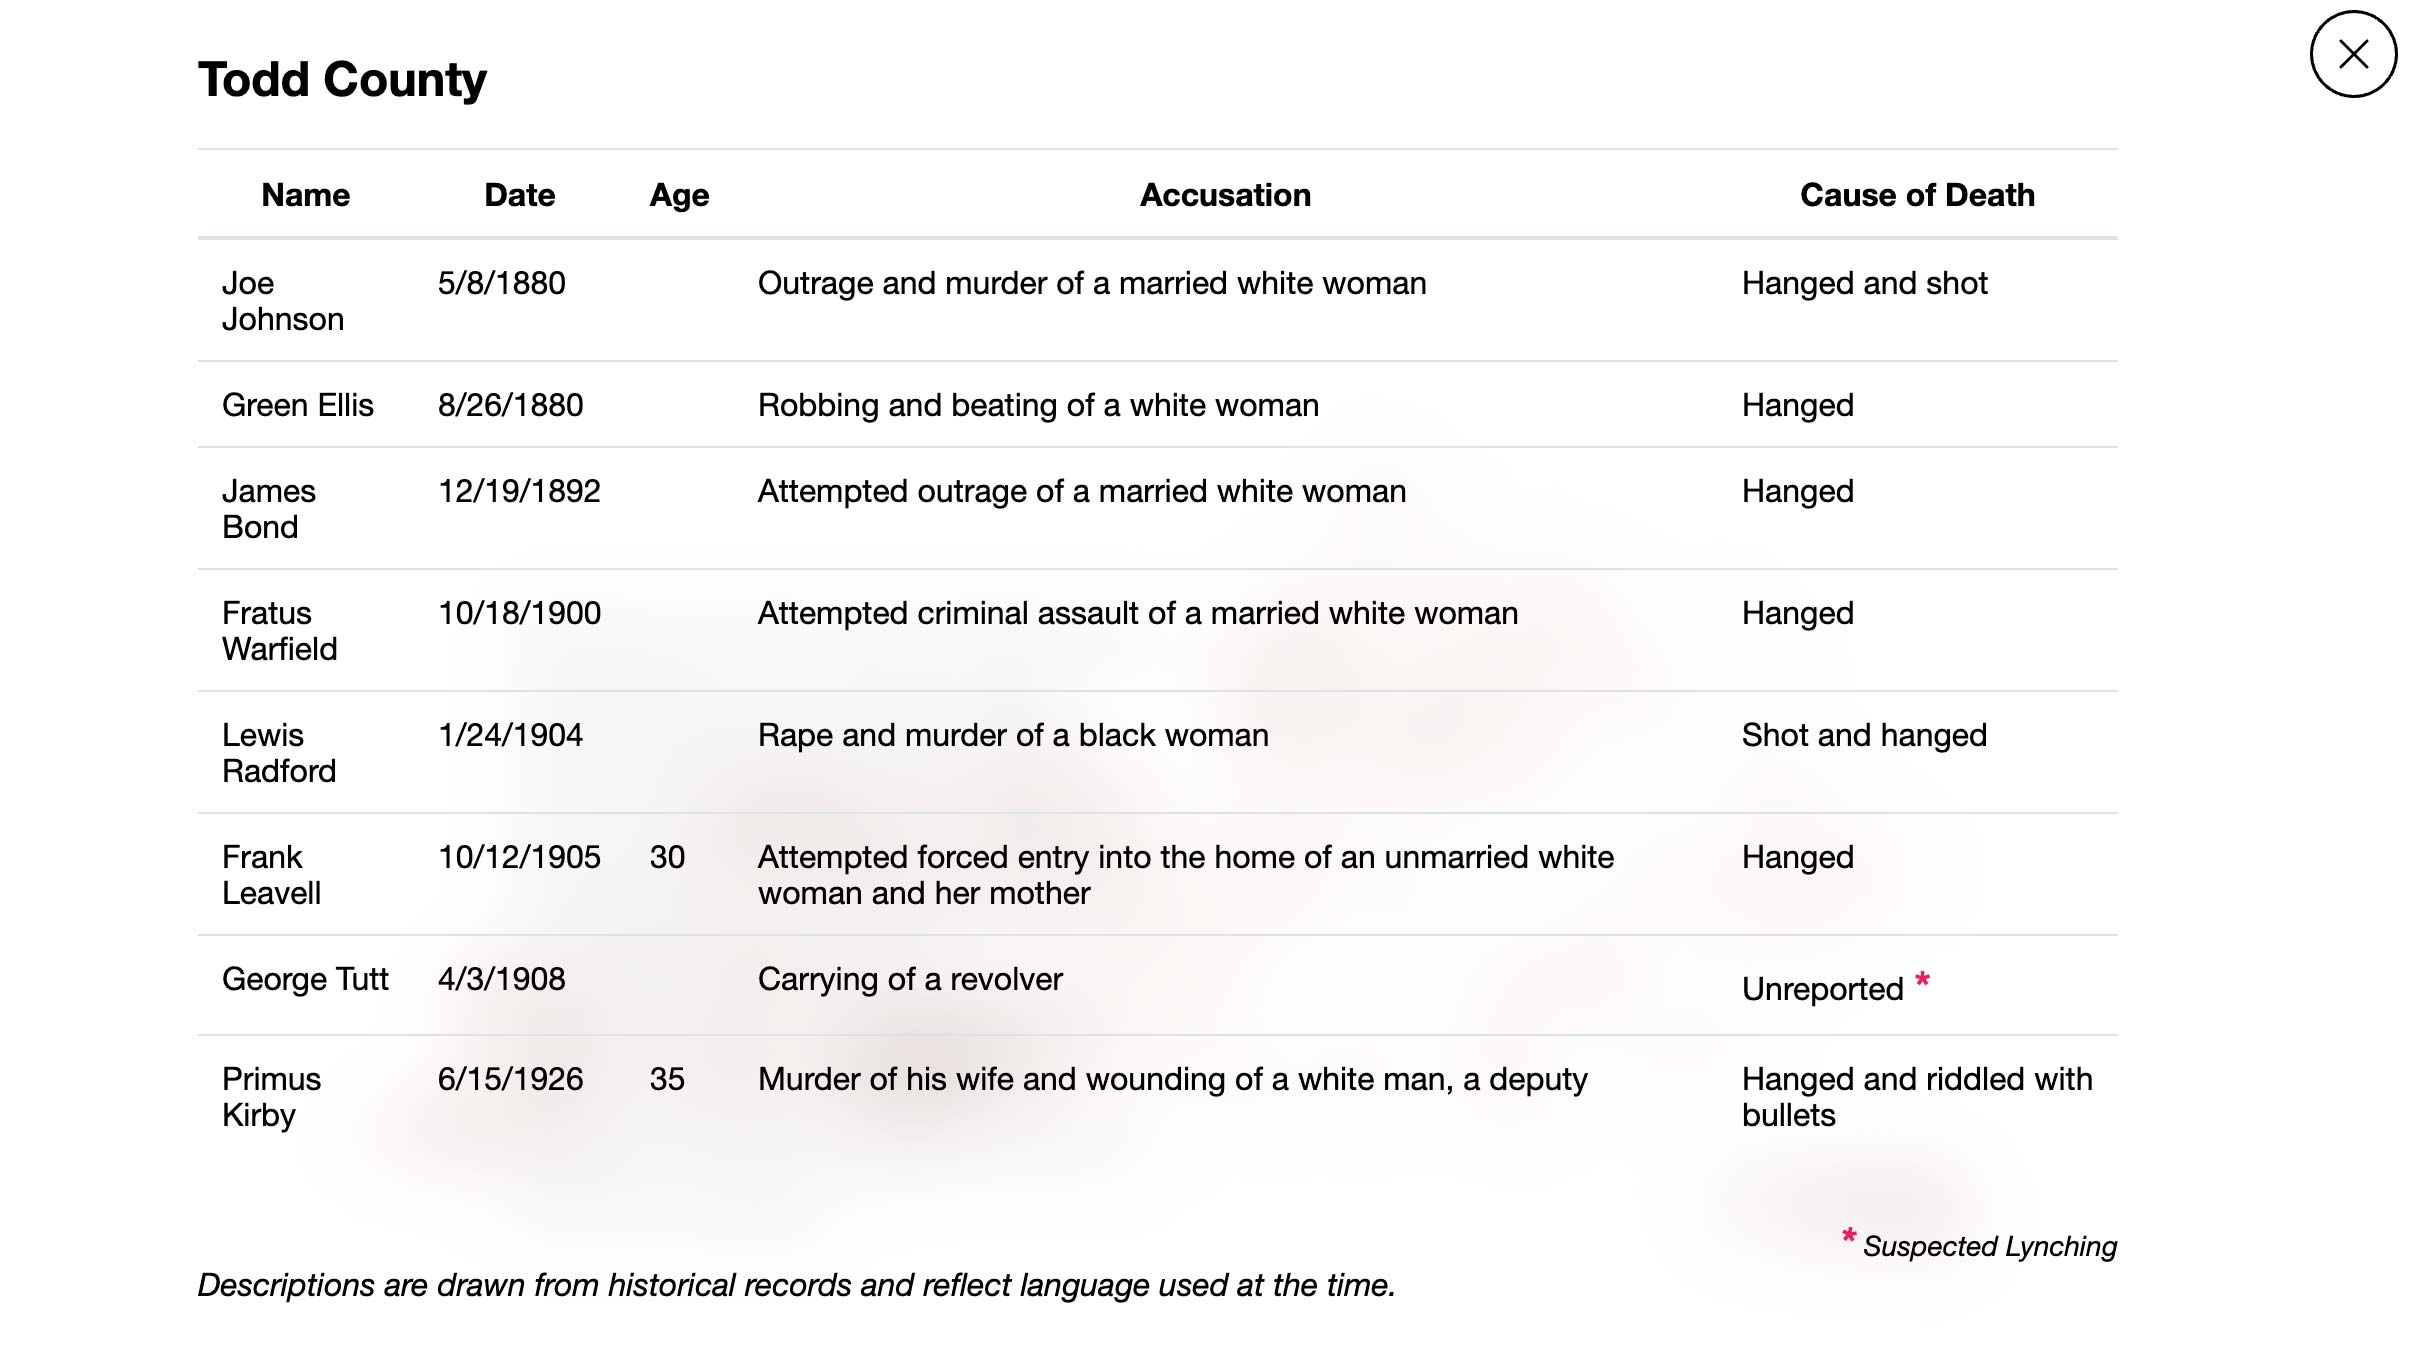 Todd County
Name Date Age Accusation Cause of Death
Joe 5/8/1880 Outrage and murder of a married white woman Hanged and shot
Johnson
Green Ellis 8/26/1880 Robbing and beating of a white woman Hanged
James 12/19/1892 Attempted outrage of a married white woman Hanged
Bond
Fratus 10/18/1900 Attempted criminal assault of a married white woman Hanged
Warfield
Lewis 1/24/1904 Rape and murder of a black woman Shot and hanged
Radford
Frank 10/12/1905 30 Attempted forced entry into the home of an unmarried white Hanged
Leavell woman and her mother
George Tutt 4/3/1908 Carrying of a revolver Unreported *
Primus 6/15/1926 35 Murder of his wife and wounding of a white man, a deputy Hanged and riddled with
Kirby bullets
* Suspected Lynching
Descriptions are drawn from historical records and reflect language used at the time.